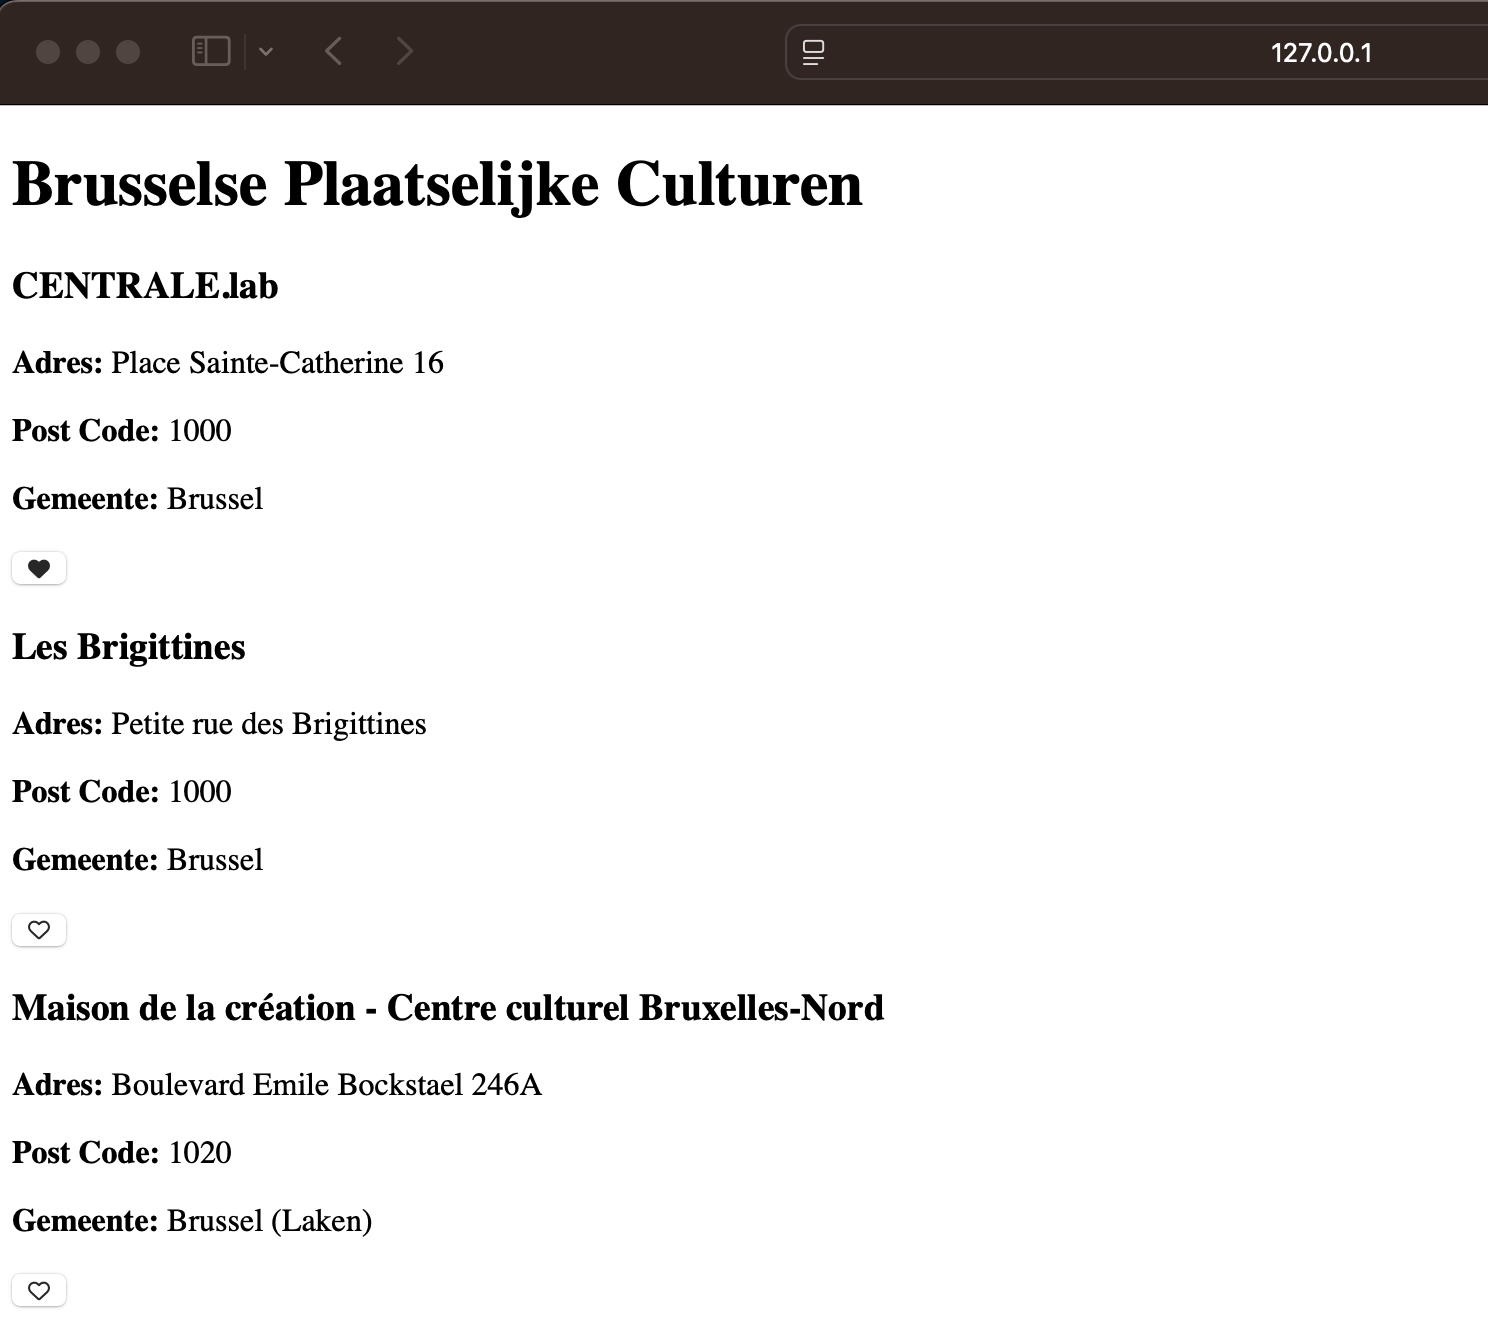 127.0.0.1
Brusselse Plaatselijke Culturen
CENTRALE.lab
Adres: Place Sainte-Catherine 16
Post Code: 1000
Gemeente: Brussel
Les Brigittines
Adres: Petite rue des Brigittines
Post Code: 1000
Gemeente: Brussel
Maison de la création - Centre culturel Bruxelles-Nord
Adres: Boulevard Emile Bockstael 246A
Post Code: 1020
Gemeente: Brussel (Laken)